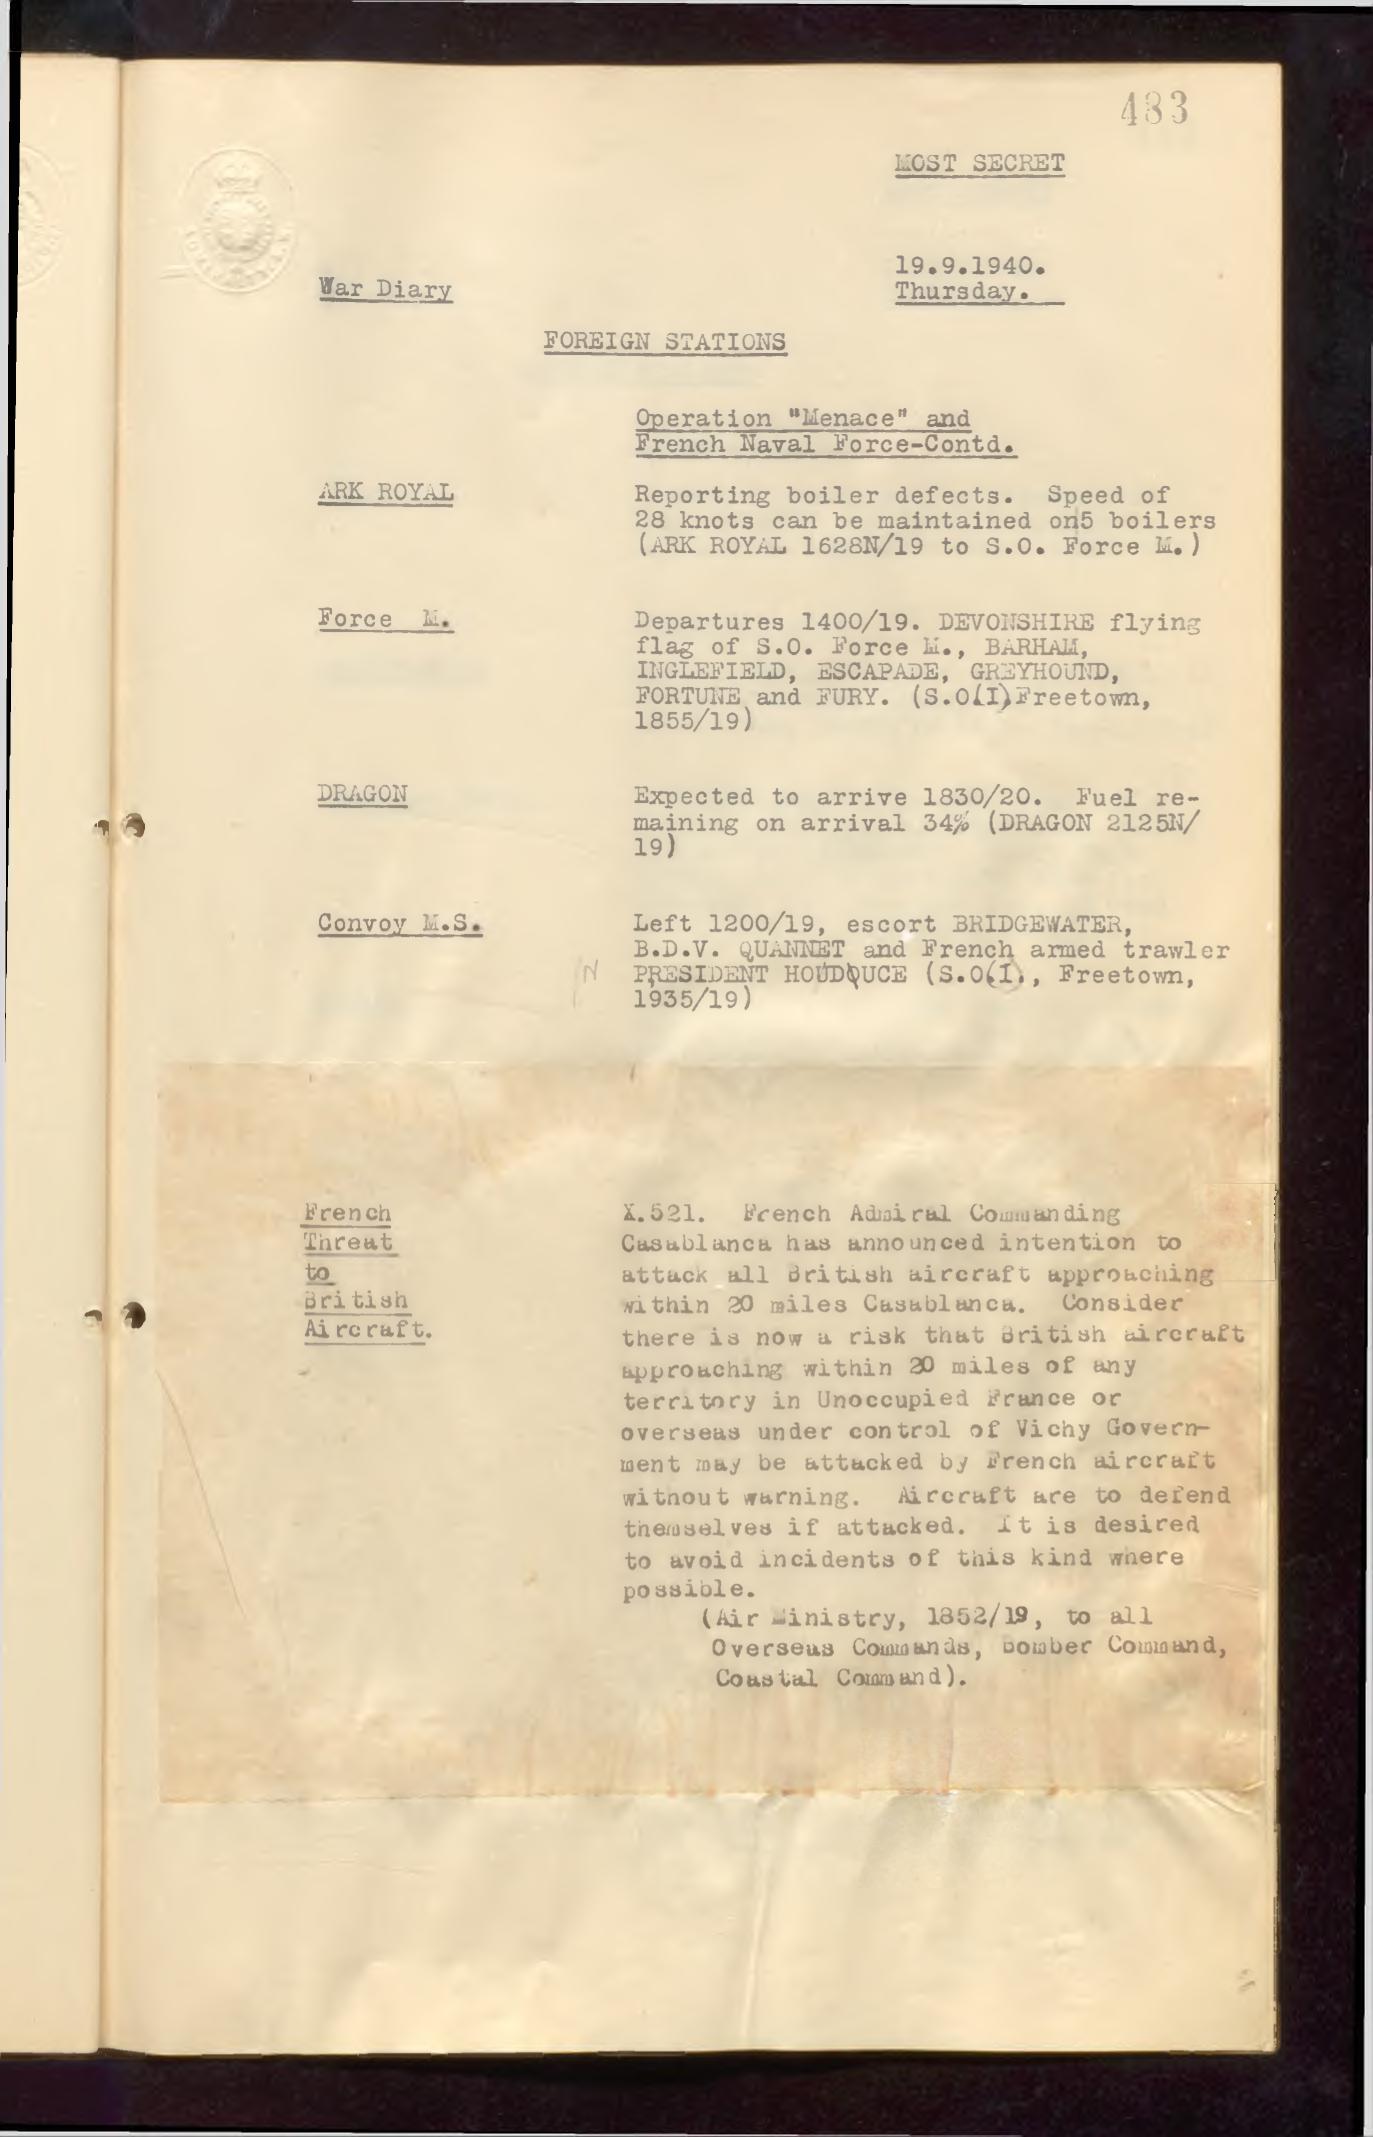 483
MOST SECRET
19.9.1940.
War Diary
Thursday.
FOREIGN STATIONS
Operation "Menace" and
French Naval Force-Contd.
ARK ROYAL
Reporting boiler defects. Speed of
28 knots can be maintained on5 boilers
(ARK ROYAL 1628N/19 to S.O. Force M.)
Force M.
Departures 1400/19. DEVONSHIRE flying
flag of S.O. Force M., BARHAM,
INGLEFIELD, ESCAPADE, GREYHOUND,
FORTUNE and FURY. (S.O.(I) Freetown,
1855/19)
DRAGON
Expected to arrive 1830/20. Fuel re-
maining on arrival 34% (DRAGON 2125N/
19)
Convoy M.S.
Left 1200/19, escort BRIDGEWATER,
B.D.V. QUANNET and French armed trawler
N PRESIDENT HOUDOUCE (S.O.(I)., Freetown,
1935/19)
French
Threat
to
British
Aircraft.
X.521. French Admiral Commanding
Casablanca has announced intention to
attack all British aircraft approaching
within 20 miles Casablanca. Consider
there is now a risk that British aircraft
approaching within 20 miles of any
territory in Unoccupied France or
overseas under control of Vichy Govern-
ment may be attacked by French aircraft
without warning. Aircraft are to defend
themselves if attacked. It is desired
to avoid incidents of this kind where
possible.
(Air Ministry, 1852/19, to all
Overseas Commands, Bomber Command,
Coastal Command).